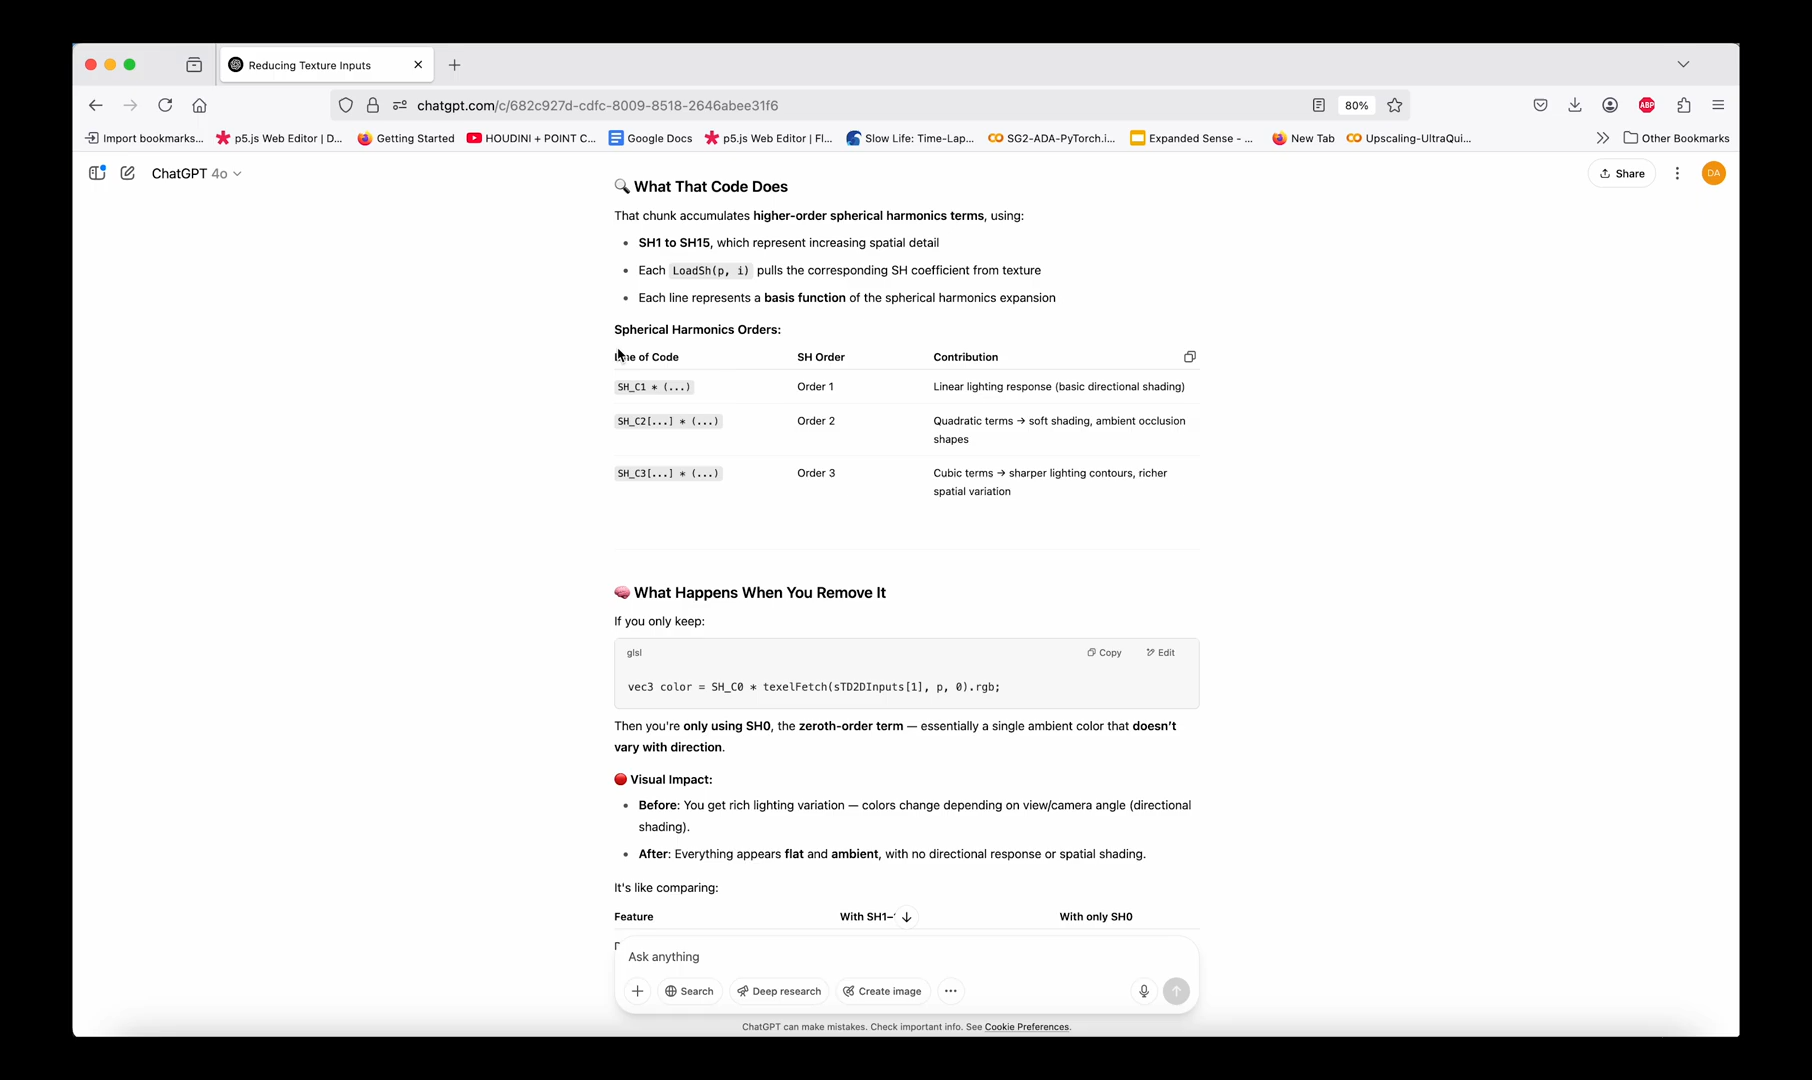 Reducing Texture Inputs
chatgpt.com/c/682c927d-cdfc-8009-8518-2646abee31f6
80%
ABP
Import bookmarks...
p5.js Web Editor | D...
Getting Started
HOUDINI + POINT C...
Google Docs
p5.js Web Editor | Fl...
Slow Life: Time-Lap...
SG2-ADA-PyTorch.i...
Expanded Sense - ...
New Tab
Upscaling-UltraQui...
Other Bookmarks
ChatGPT 4o
Share
DA
What That Code Does
That chunk accumulates higher-order spherical harmonics terms, using:
SH1 to SH15, which represent increasing spatial detail
Each LoadSh(p, i) pulls the corresponding SH coefficient from texture
Each line represents a basis function of the spherical harmonics expansion
Spherical Harmonics Orders:
Line of Code SH Order Contribution
SH_C1 * (...) Order 1 Linear lighting response (basic directional shading)
SH_C2[...] * (...) Order 2 Quadratic terms → soft shading, ambient occlusion
shapes
SH_C3[...] * (...) Order 3 Cubic terms → sharper lighting contours, richer
spatial variation
What Happens When You Remove It
If you only keep:
glsl Copy Edit
vec3 color = SH_C0 * texelFetch(sTD2DInputs[1], p, 0).rgb;
Then you're only using SH0, the zeroth-order term — essentially a single ambient color that doesn't
vary with direction.
Visual Impact:
Before: You get rich lighting variation — colors change depending on view/camera angle (directional
shading).
After: Everything appears flat and ambient, with no directional response or spatial shading.
It's like comparing:
Feature With SH1– With only SH0
Ask anything
Search
Deep research
Create image
ChatGPT can make mistakes. Check important info. See Cookie Preferences.